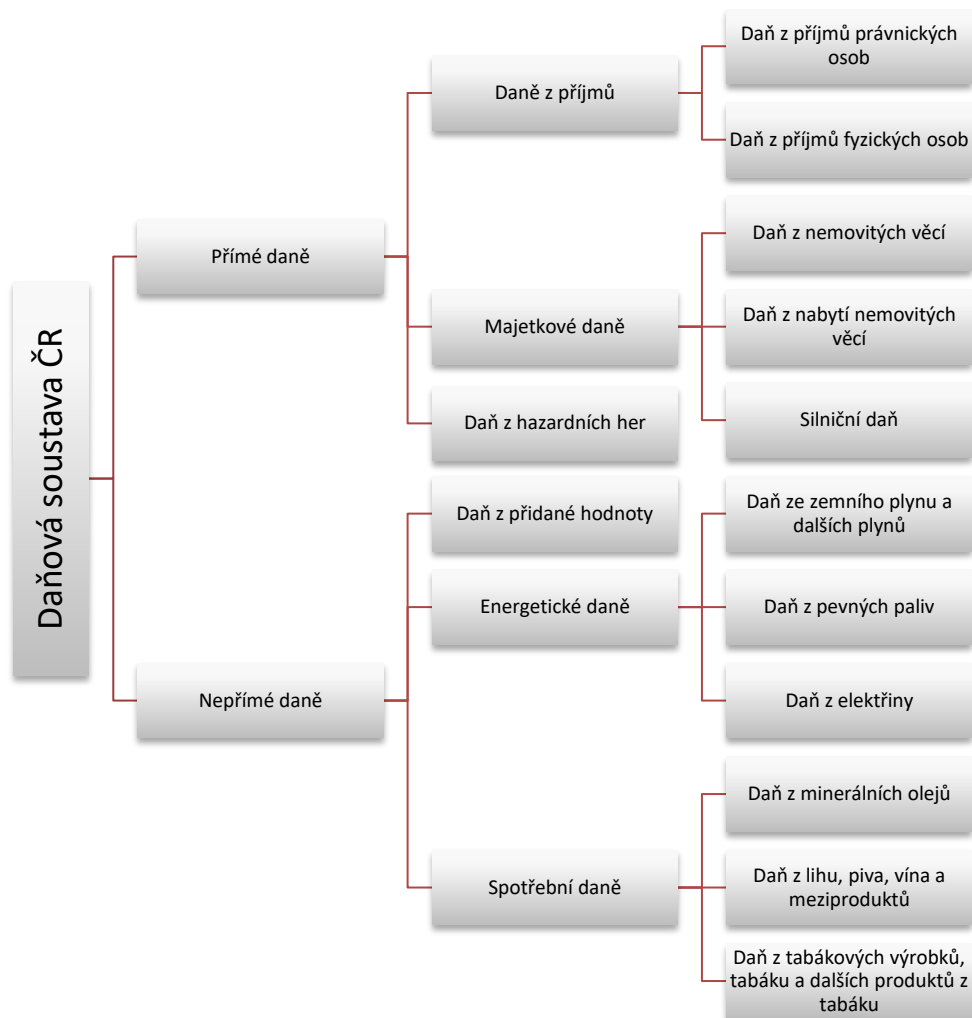 Daňová soustava ČR
Přímé daně
Daně z příjmů
Daň z příjmů právnických
osob
Daň z příjmů fyzických osob
Majetkové daně
Daň z nemovitých věcí
Daň z nabytí nemovitých
věcí
Silniční daň
Daň z hazardních her
Nepřímé daně
Daň z přidané hodnoty
Energetické daně
Daň ze zemního plynu a
dalších plynů
Daň z pevných paliv
Daň z elektřiny
Spotřební daně
Daň z minerálních olejů
Daň z lihu, piva, vína a
meziproduktů
Daň z tabákových výrobků,
tabáku a dalších produktů z
tabáku